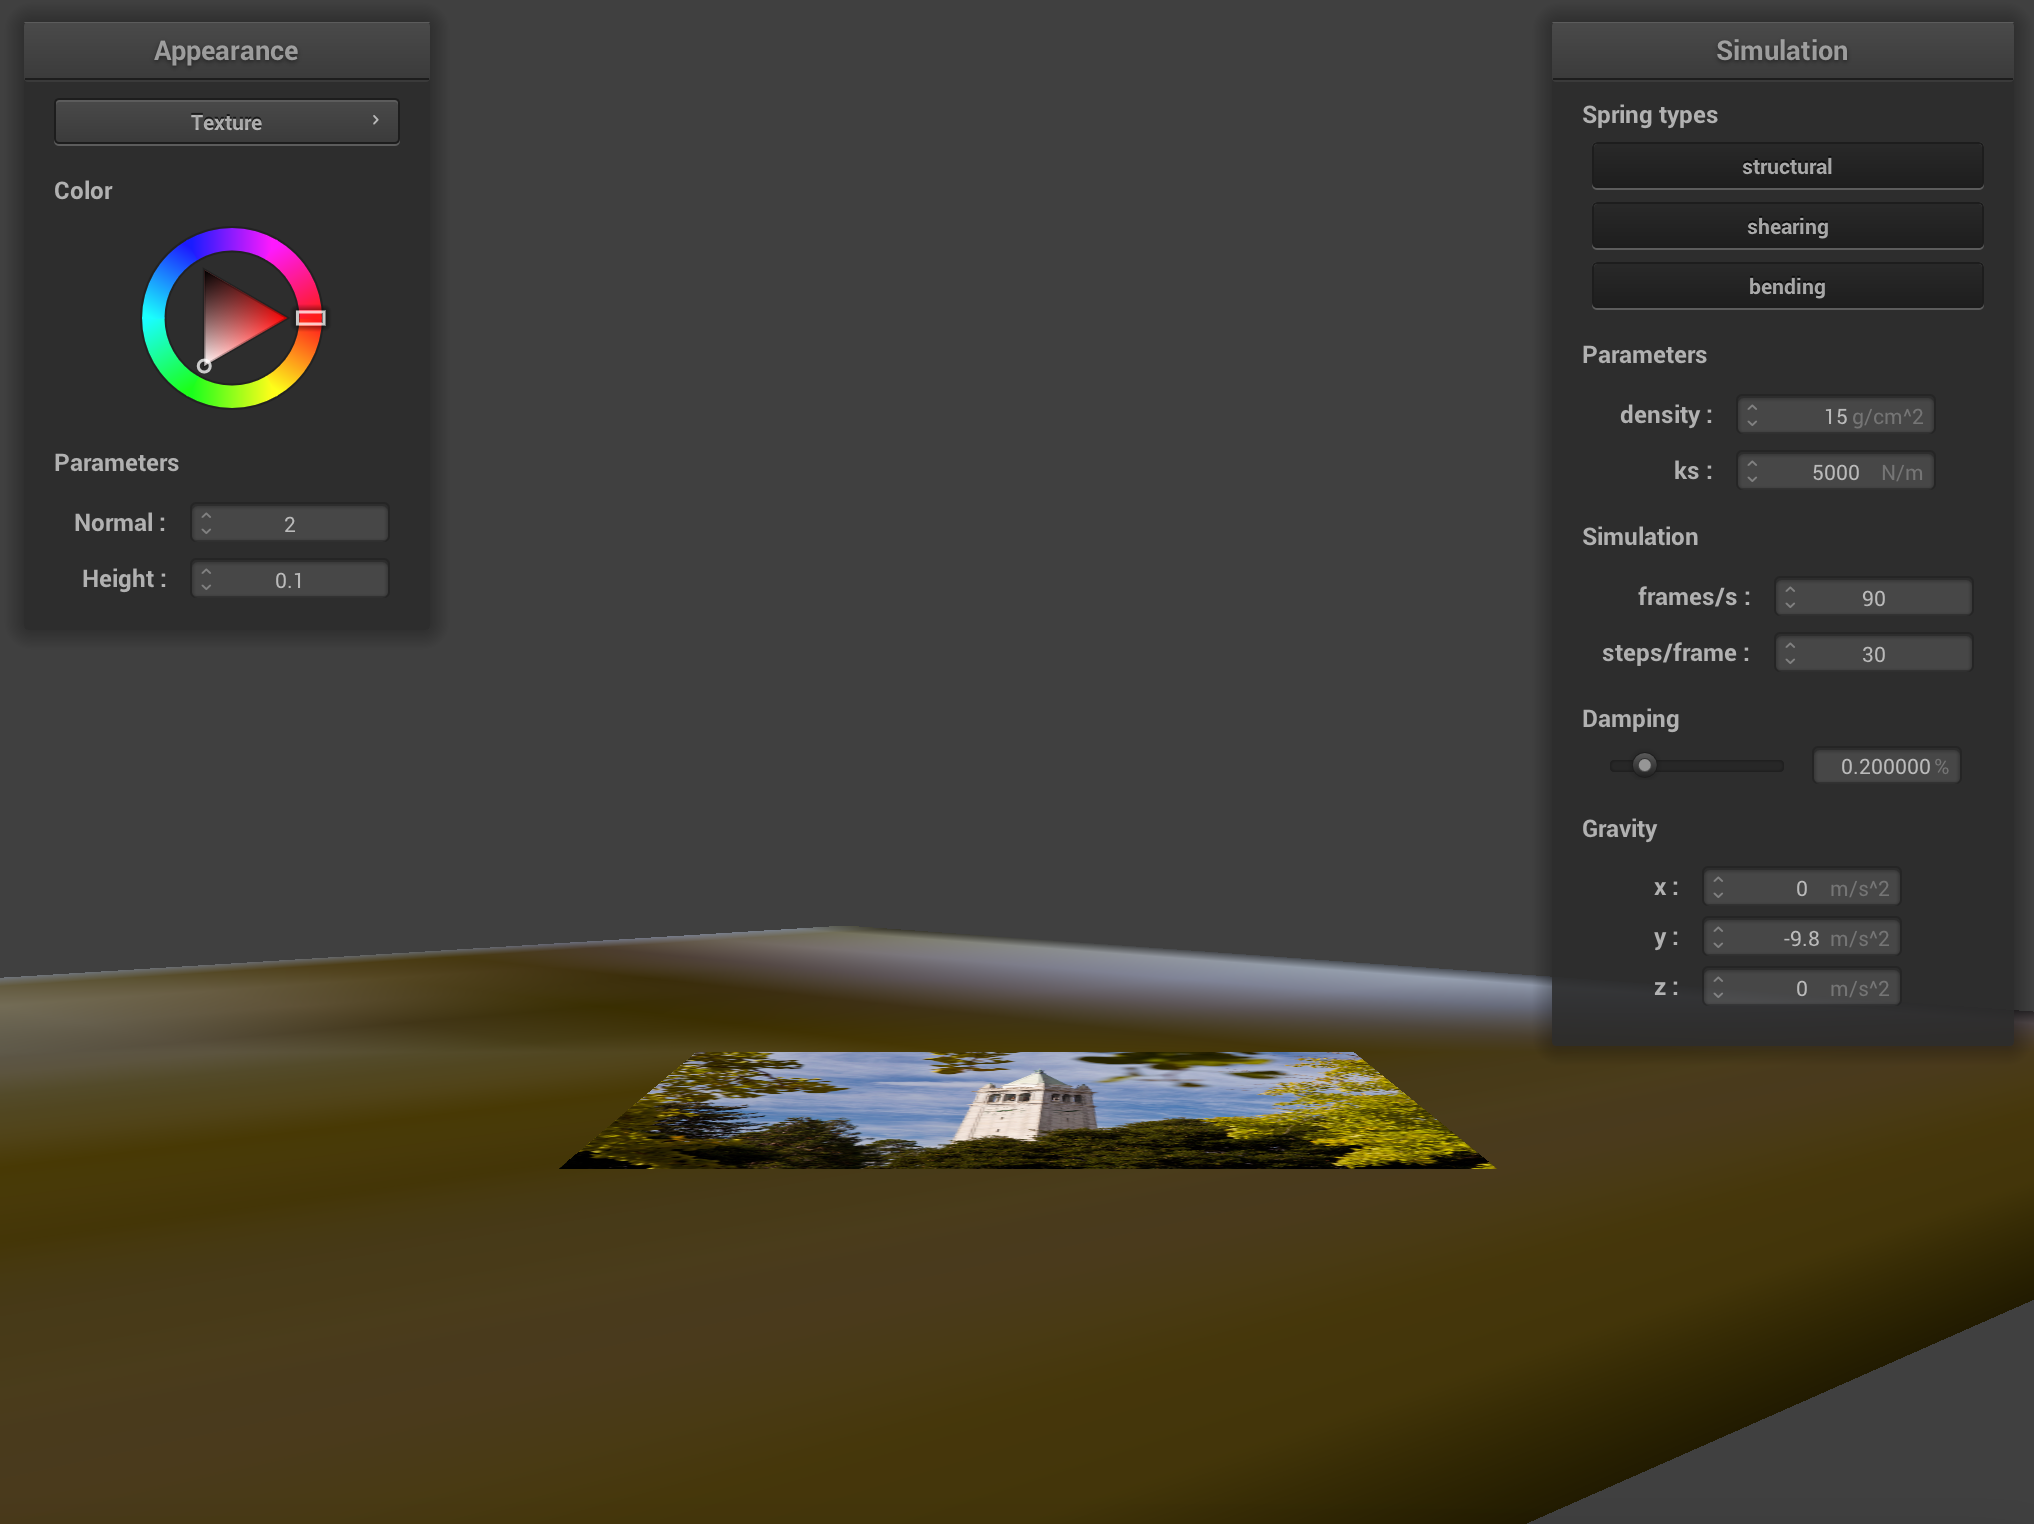 Appearance
Texture
Color
Parameters
Normal : 2
Height : 0.1
Simulation
Spring types
structural
shearing
bending
Parameters
density : 15 g/cm^2
ks : 5000 N/m
Simulation
frames/s : 90
steps/frame : 30
Damping
0.200000 %
Gravity
x : 0 m/s^2
y : -9.8 m/s^2
z : 0 m/s^2